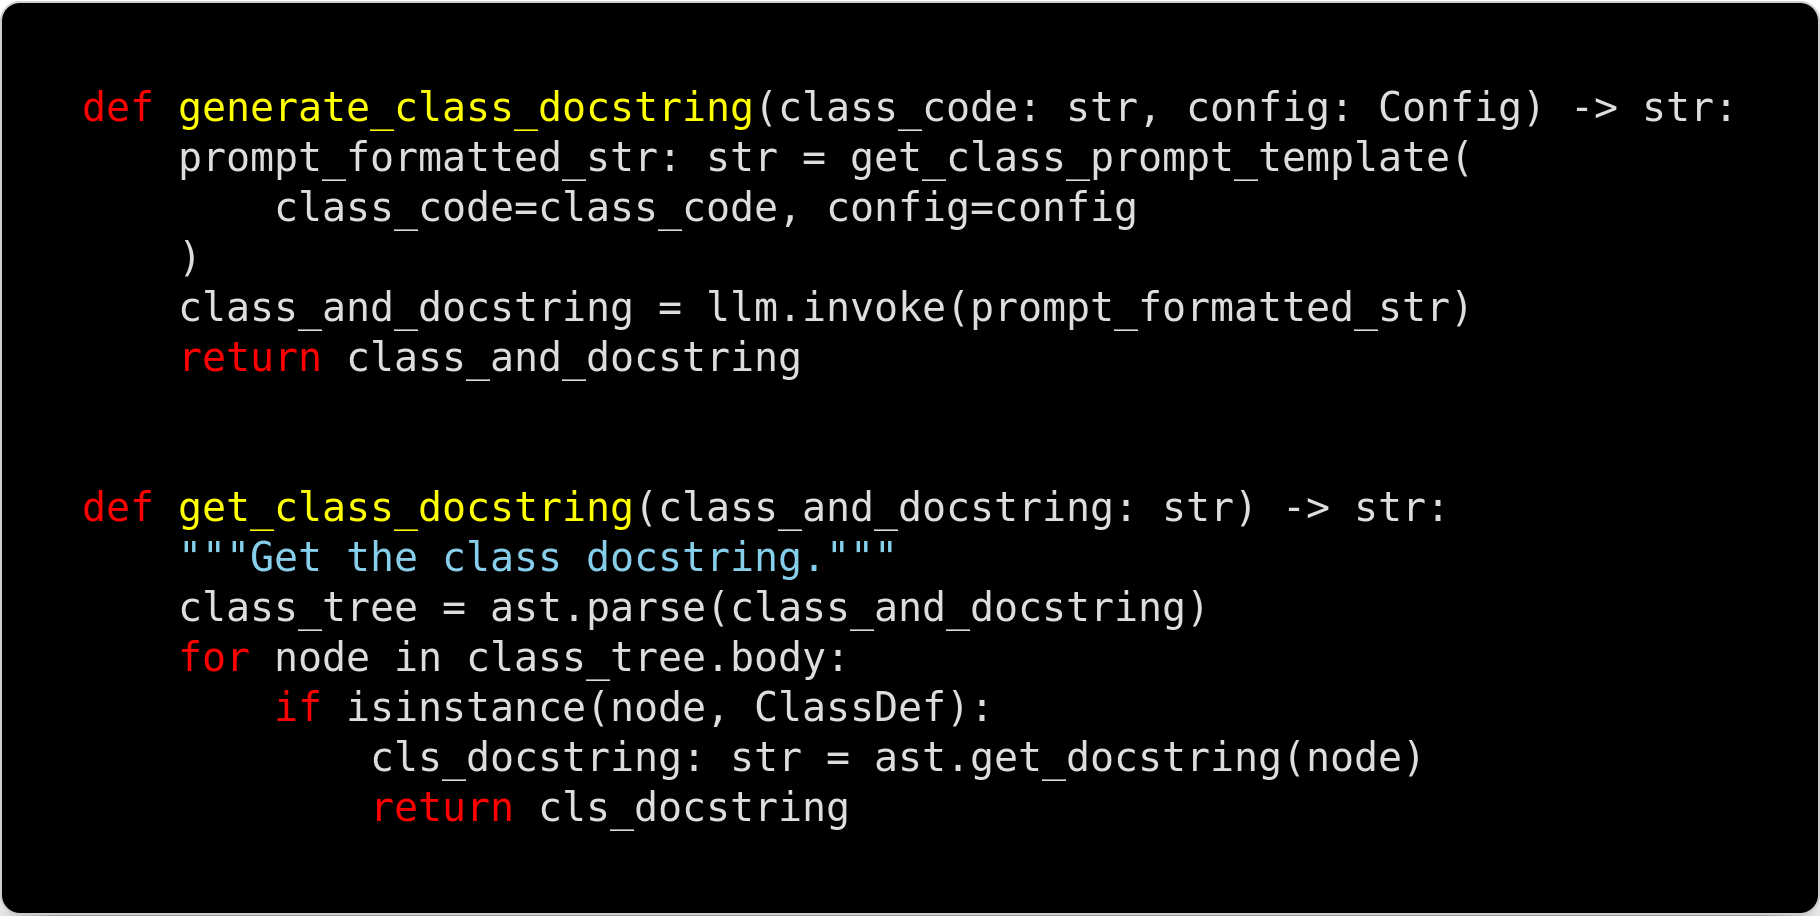 def generate_class_docstring(class_code: str, config: Config) -> str:
    prompt_formatted_str: str = get_class_prompt_template(
        class_code=class_code, config=config
    )
    class_and_docstring = llm.invoke(prompt_formatted_str)
    return class_and_docstring

def get_class_docstring(class_and_docstring: str) -> str:
    """Get the class docstring."""
    class_tree = ast.parse(class_and_docstring)
    for node in class_tree.body:
        if isinstance(node, ClassDef):
            cls_docstring: str = ast.get_docstring(node)
            return cls_docstring